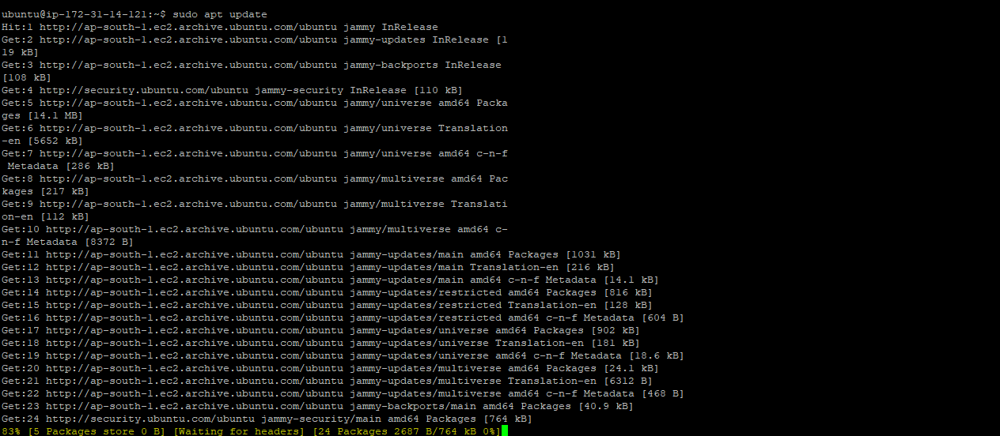 ubuntu@ip-172-31-14-121:~$ sudo apt update
Hit:1 http://ap-south-1.ec2.archive.ubuntu.com/ubuntu jammy InRelease
Get:2 http://ap-south-1.ec2.archive.ubuntu.com/ubuntu jammy-updates InRelease [1
19 kB]
Get:3 http://ap-south-1.ec2.archive.ubuntu.com/ubuntu jammy-backports InRelease
[108 kB]
Get:4 http://security.ubuntu.com/ubuntu jammy-security InRelease [110 kB]
Get:5 http://ap-south-1.ec2.archive.ubuntu.com/ubuntu jammy/universe amd64 Packa
ges [14.1 MB]
Get:6 http://ap-south-1.ec2.archive.ubuntu.com/ubuntu jammy/universe Translation
-en [5652 kB]
Get:7 http://ap-south-1.ec2.archive.ubuntu.com/ubuntu jammy/universe amd64 c-n-f
 Metadata [286 kB]
Get:8 http://ap-south-1.ec2.archive.ubuntu.com/ubuntu jammy/multiverse amd64 Pac
kages [217 kB]
Get:9 http://ap-south-1.ec2.archive.ubuntu.com/ubuntu jammy/multiverse Translati
on-en [112 kB]
Get:10 http://ap-south-1.ec2.archive.ubuntu.com/ubuntu jammy/multiverse amd64 c-
n-f Metadata [8372 B]
Get:11 http://ap-south-1.ec2.archive.ubuntu.com/ubuntu jammy-updates/main amd64 Packages [1031 kB]
Get:12 http://ap-south-1.ec2.archive.ubuntu.com/ubuntu jammy-updates/main Translation-en [216 kB]
Get:13 http://ap-south-1.ec2.archive.ubuntu.com/ubuntu jammy-updates/main amd64 c-n-f Metadata [14.1 kB]
Get:14 http://ap-south-1.ec2.archive.ubuntu.com/ubuntu jammy-updates/restricted amd64 Packages [816 kB]
Get:15 http://ap-south-1.ec2.archive.ubuntu.com/ubuntu jammy-updates/restricted Translation-en [128 kB]
Get:16 http://ap-south-1.ec2.archive.ubuntu.com/ubuntu jammy-updates/restricted amd64 c-n-f Metadata [604 B]
Get:17 http://ap-south-1.ec2.archive.ubuntu.com/ubuntu jammy-updates/universe amd64 Packages [902 kB]
Get:18 http://ap-south-1.ec2.archive.ubuntu.com/ubuntu jammy-updates/universe Translation-en [181 kB]
Get:19 http://ap-south-1.ec2.archive.ubuntu.com/ubuntu jammy-updates/universe amd64 c-n-f Metadata [18.6 kB]
Get:20 http://ap-south-1.ec2.archive.ubuntu.com/ubuntu jammy-updates/multiverse amd64 Packages [24.1 kB]
Get:21 http://ap-south-1.ec2.archive.ubuntu.com/ubuntu jammy-updates/multiverse Translation-en [6312 B]
Get:22 http://ap-south-1.ec2.archive.ubuntu.com/ubuntu jammy-updates/multiverse amd64 c-n-f Metadata [468 B]
Get:23 http://ap-south-1.ec2.archive.ubuntu.com/ubuntu jammy-backports/main amd64 Packages [40.9 kB]
Get:24 http://security.ubuntu.com/ubuntu jammy-security/main amd64 Packages [764 kB]
83% [5 Packages store 0 B] [Waiting for headers] [24 Packages 2687 B/764 kB 0%]